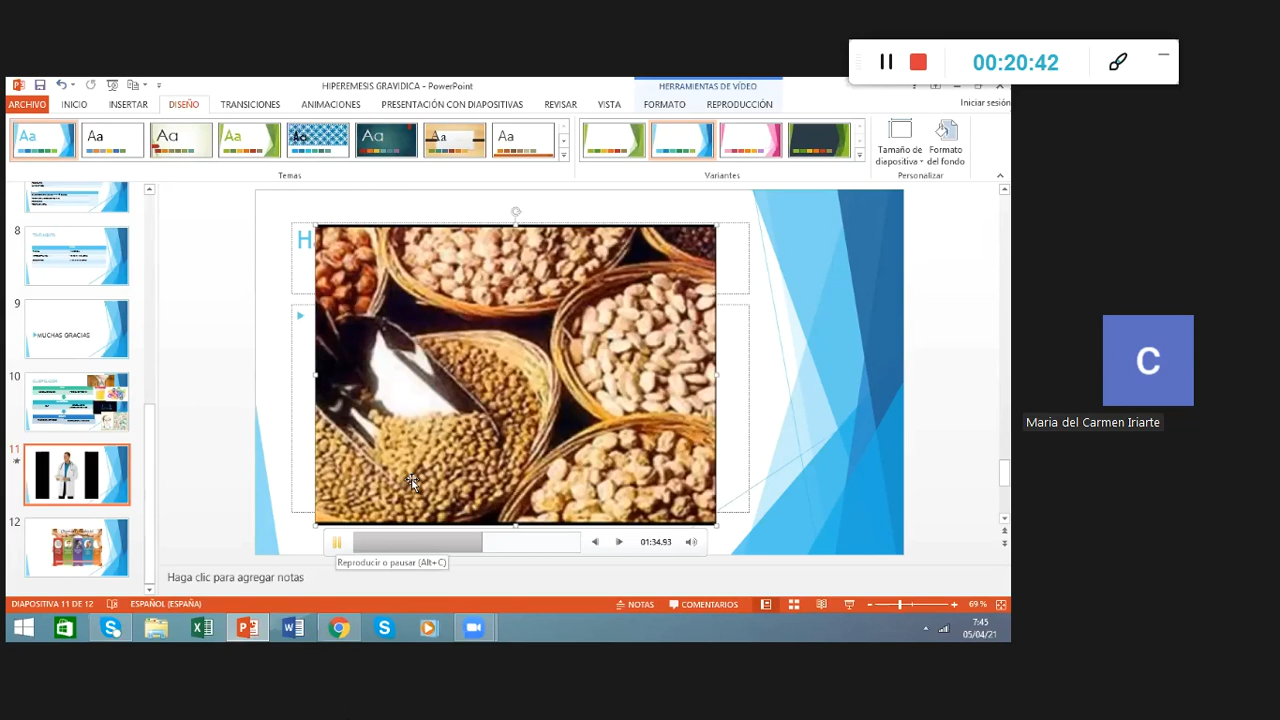 00:20:42
HIPEREMESIS GRAVIDICA - PowerPoint
HERRAMIENTAS DE VÍDEO
ARCHIVO INICIO INSERTAR DISEÑO TRANSICIONES ANIMACIONES PRESENTACIÓN CON DIAPOSITIVAS REVISAR VISTA FORMATO REPRODUCCIÓN
Iniciar sesión
Aa Aa Aa Aa Aa Aa Aa Aa
Tamaño de diapositiva
Formato del fondo
Temas
Variantes
Personalizar
8
9
MUCHAS GRACIAS
10
11
12
H
01:34.93
Reproducir o pausar (Alt+C)
Haga clic para agregar notas
DIAPOSITIVA 11 DE 12 ESPAÑOL (ESPAÑA) NOTAS COMENTARIOS 69 %
7:45
05/04/21
C
Maria del Carmen Iriarte